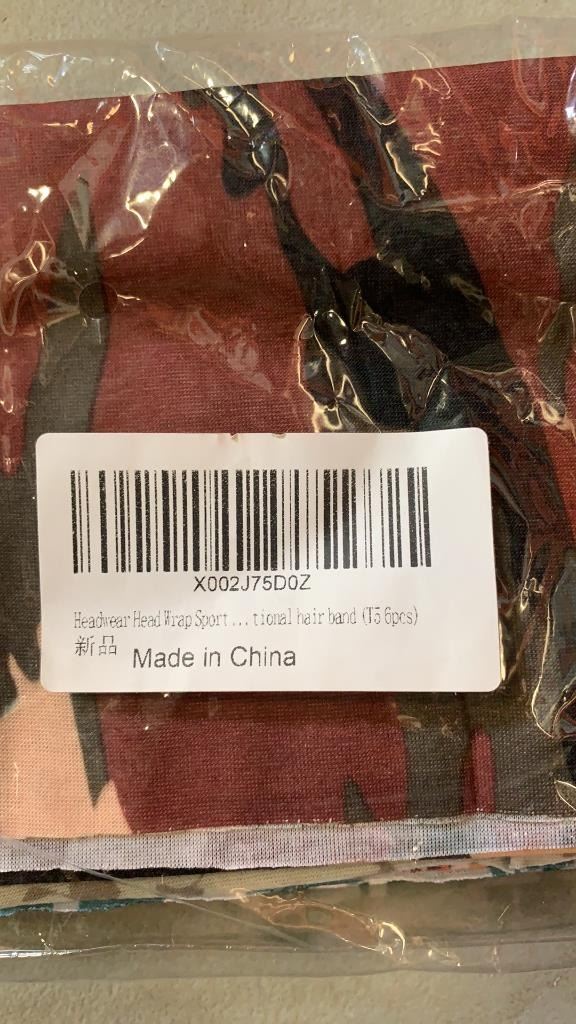 X002J75D0Z
Headwear Head Wrap Sport...tional hair band (T5 6pcs)
新品
Made in China